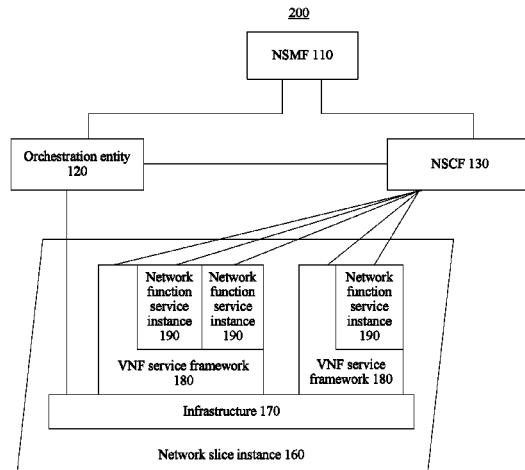 200
NSMF 110
Orchestration entity
120
NSCF 130
Network
function
service
instance
190
Network
function
service
instance
190
VNF service framework
180
Network
function
service
instance
190
VNF service
framework 180
Infrastructure 170
Network slice instance 160